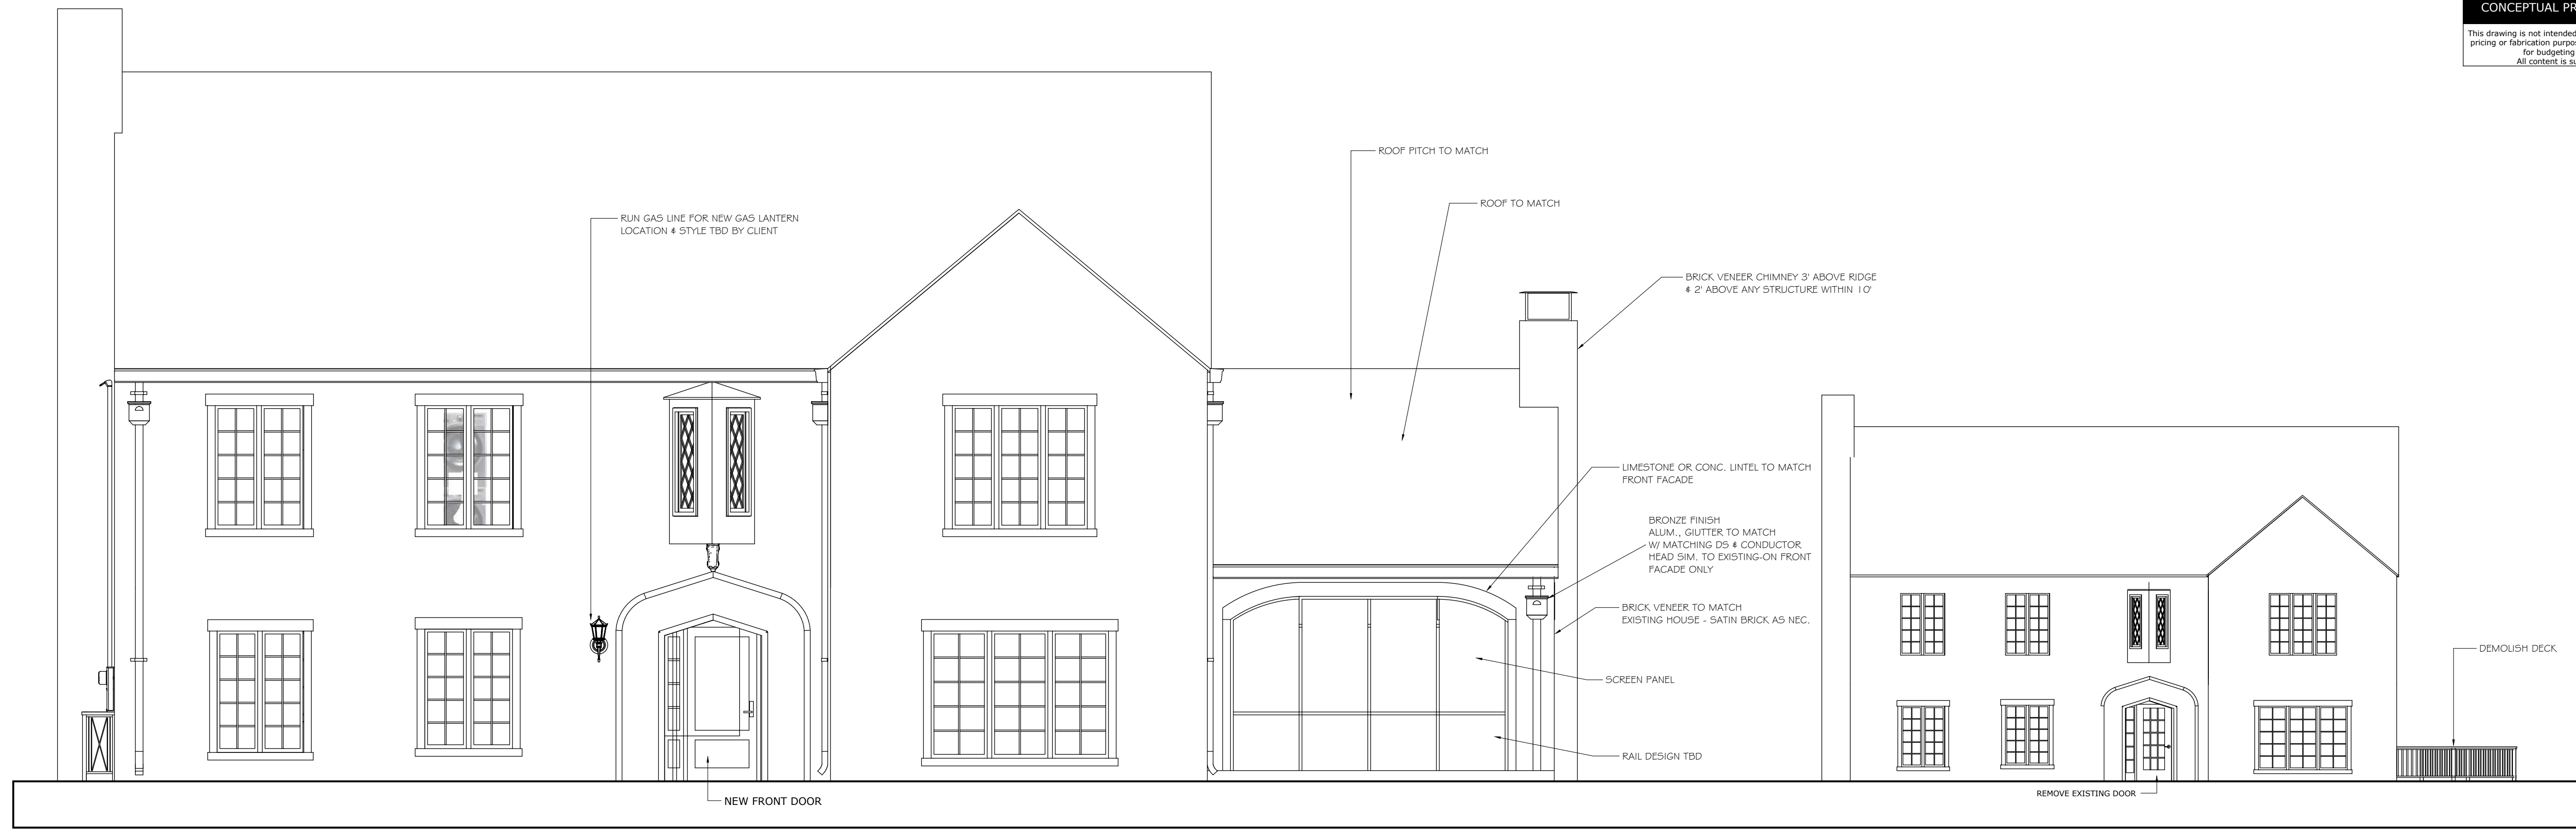 CONCEPTUAL PR
This drawing is not intended
pricing or fabrication purpos
for budgeting
All content is su
ROOF PITCH TO MATCH
ROOF TO MATCH
RUN GAS LINE FOR NEW GAS LANTERN
LOCATION & STYLE TBD BY CLIENT
BRICK VENEER CHIMNEY 3' ABOVE RIDGE
& 2' ABOVE ANY STRUCTURE WITHIN 10'
LIMESTONE OR CONC. LINTEL TO MATCH
FRONT FACADE
BRONZE FINISH
ALUM., GIUTTER TO MATCH
W/ MATCHING DS & CONDUCTOR
HEAD SIM. TO EXISTING-ON FRONT
FACADE ONLY
BRICK VENEER TO MATCH
EXISTING HOUSE - SATIN BRICK AS NEC.
DEMOLISH DECK
SCREEN PANEL
RAIL DESIGN TBD
NEW FRONT DOOR
REMOVE EXISTING DOOR